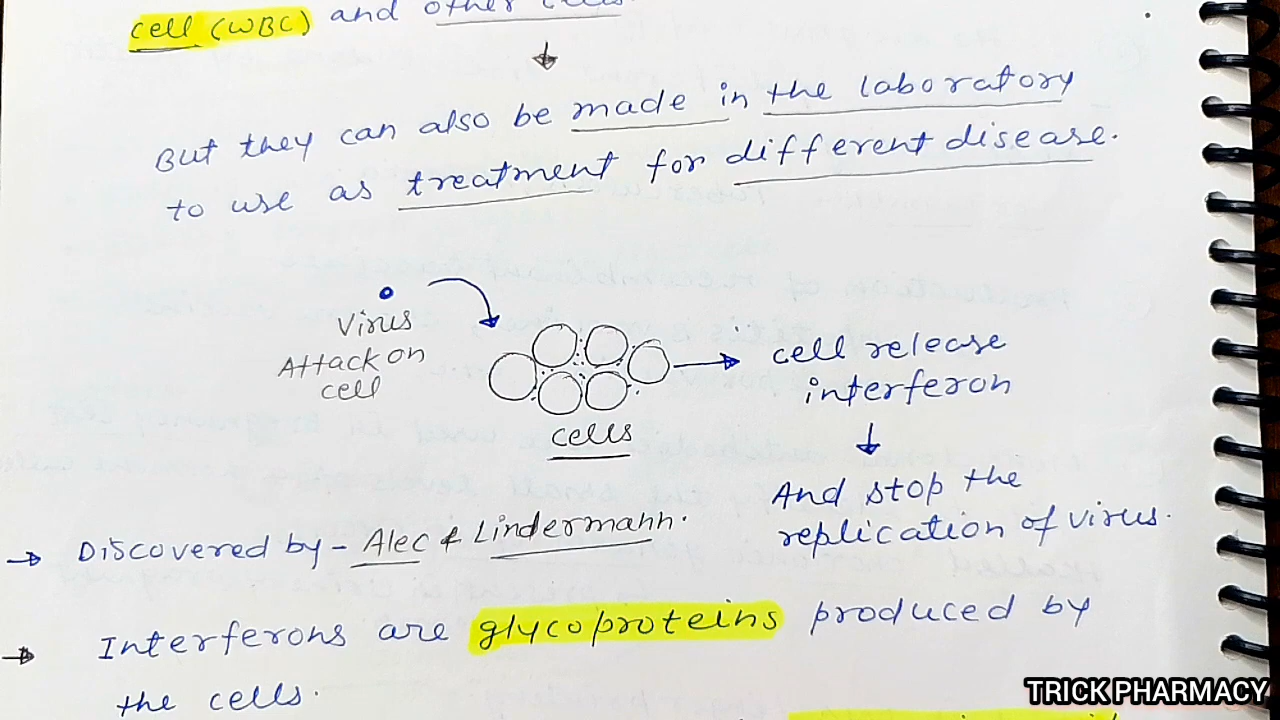 cell (WBC) and other cells.
But they can also be made in the laboratory
to use as treatment for different disease.
Virus
Attack on
cell
cells
cell release
interferon
And stop the
replication of virus.
Discovered by - Alec & Lindermann.
Interferons are glycoproteins produced by
the cells.
TRICK PHARMACY